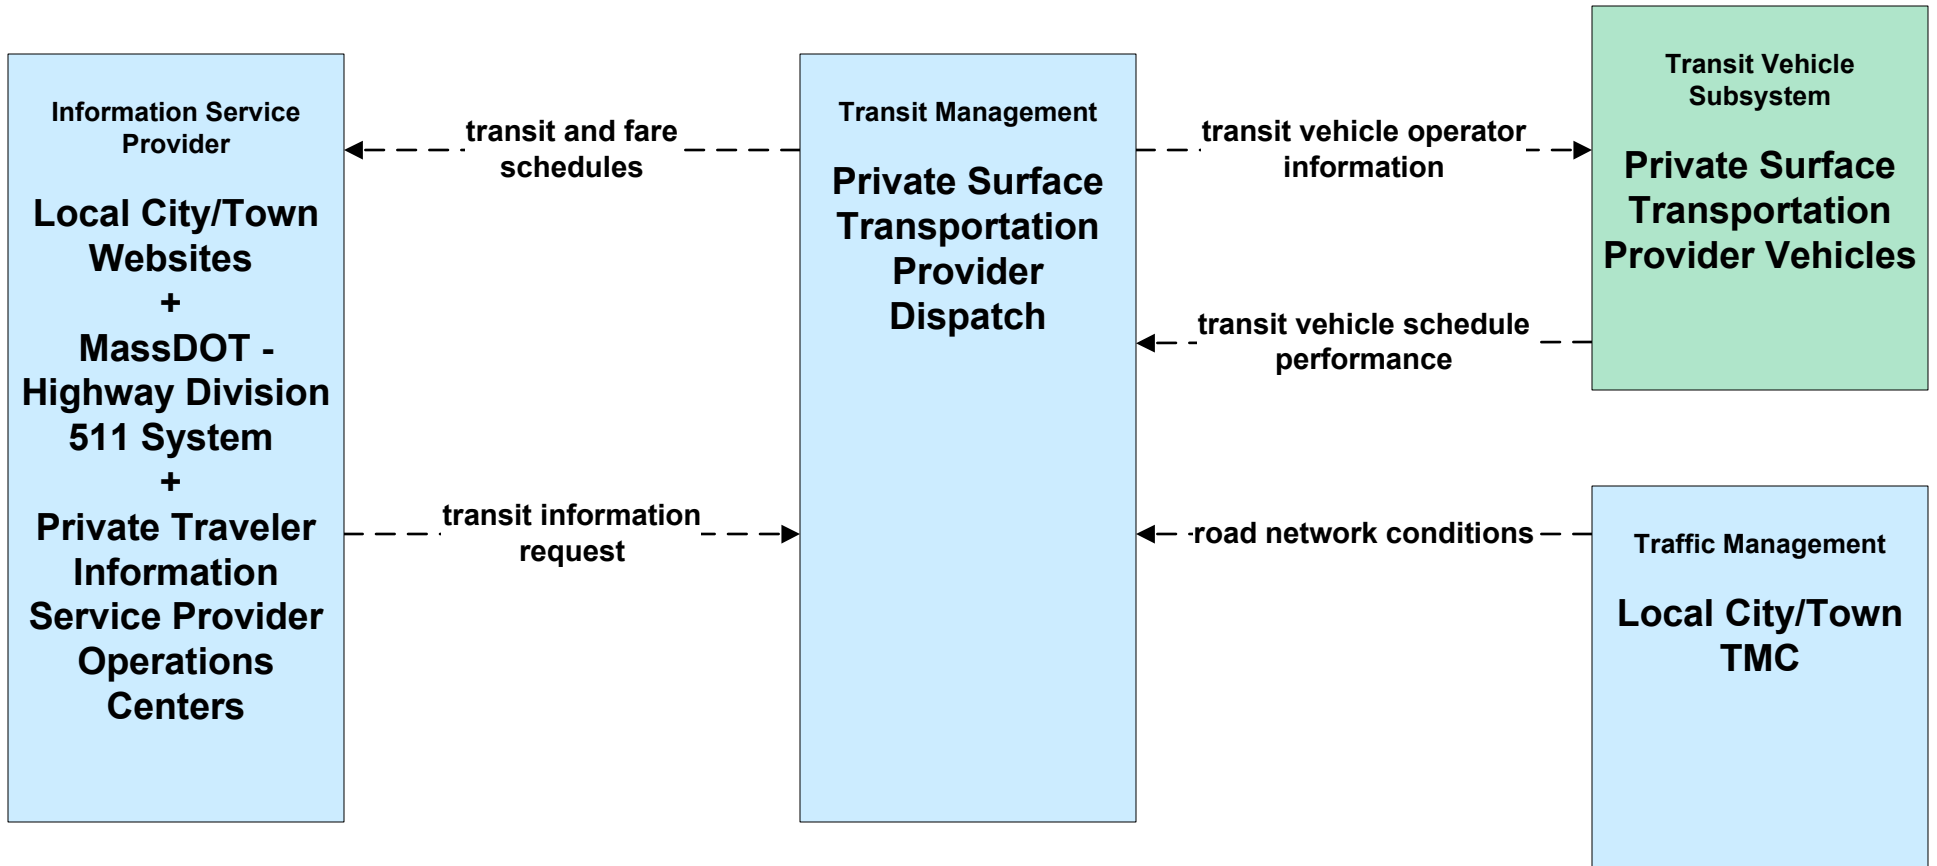 Information Service
Provider
Local City/Town
Websites
+
MassDOT -
Highway Division
511 System
+
Private Traveler
Information
Service Provider
Operations
Centers
transit and fare
schedules
transit information
request
Transit Management
Private Surface
Transportation
Provider
Dispatch
transit vehicle operator
information
transit vehicle schedule
performance
road network conditions
Transit Vehicle
Subsystem
Private Surface
Transportation
Provider Vehicles
Traffic Management
Local City/Town
TMC